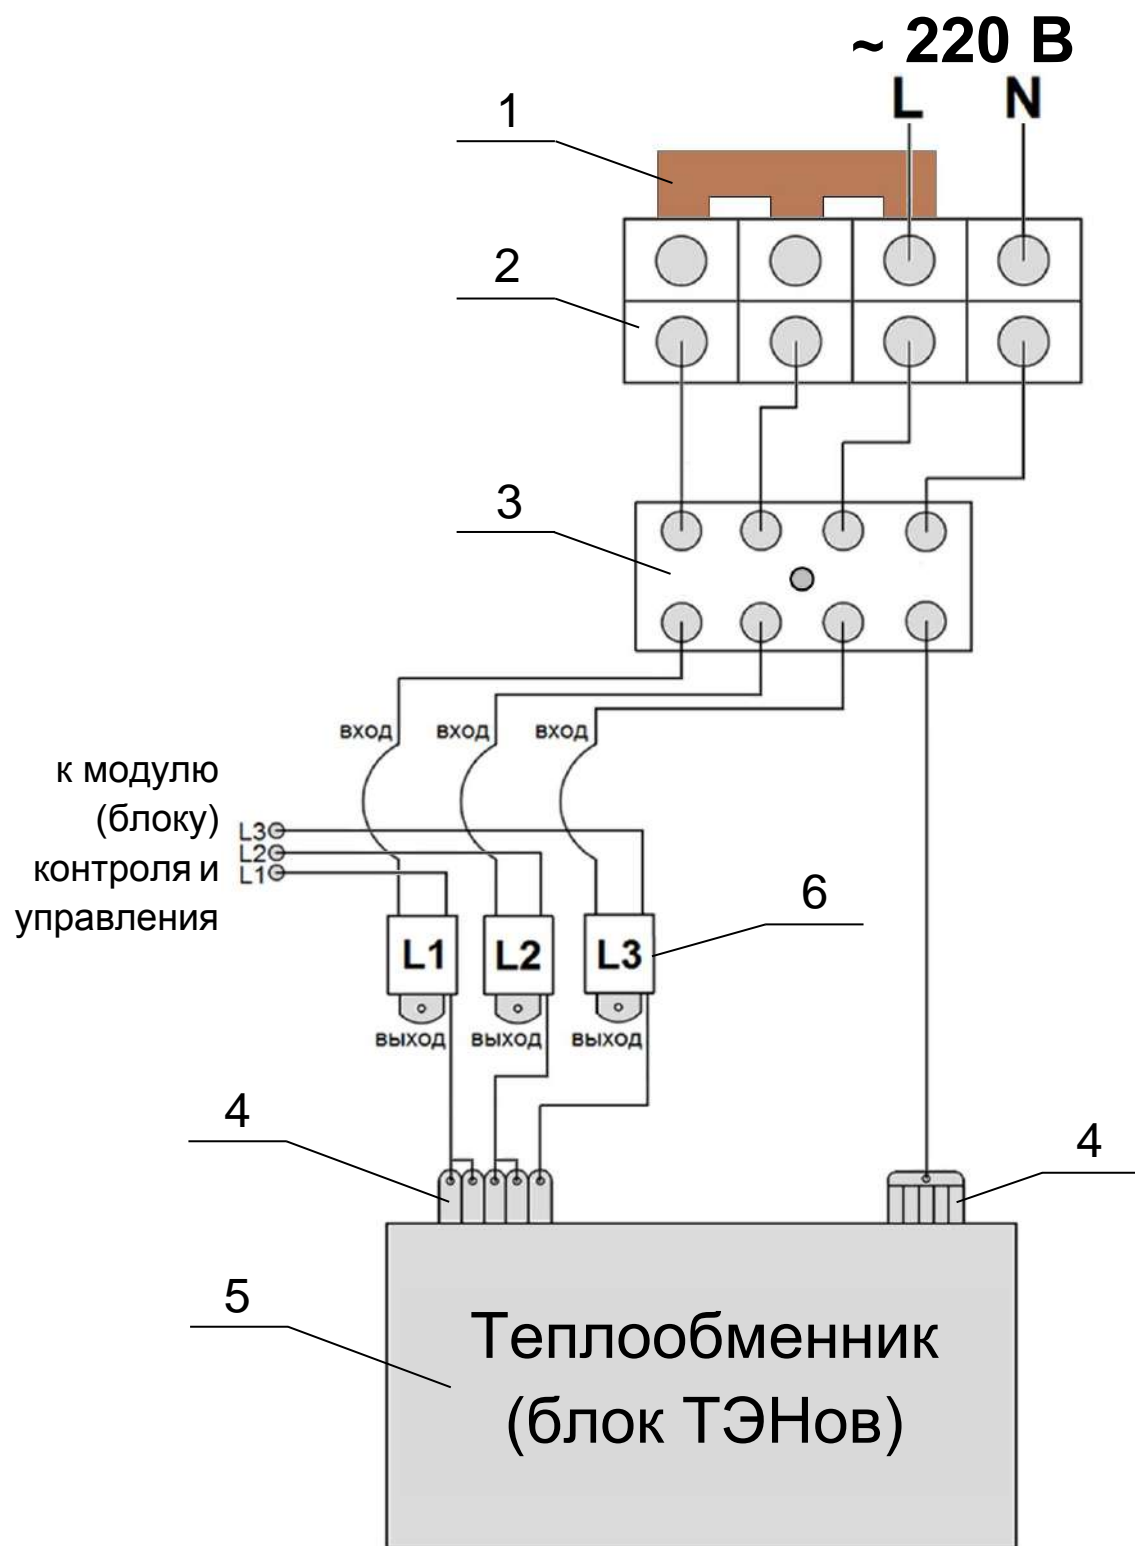 ~ 220 В
L N
1
2
3
вход вход вход
к модулю
(блоку)
контроля и
управления
L3
L2
L1
6
L1 L2 L3
выход выход выход
4
4
5
Теплообменник
(блок ТЭНов)